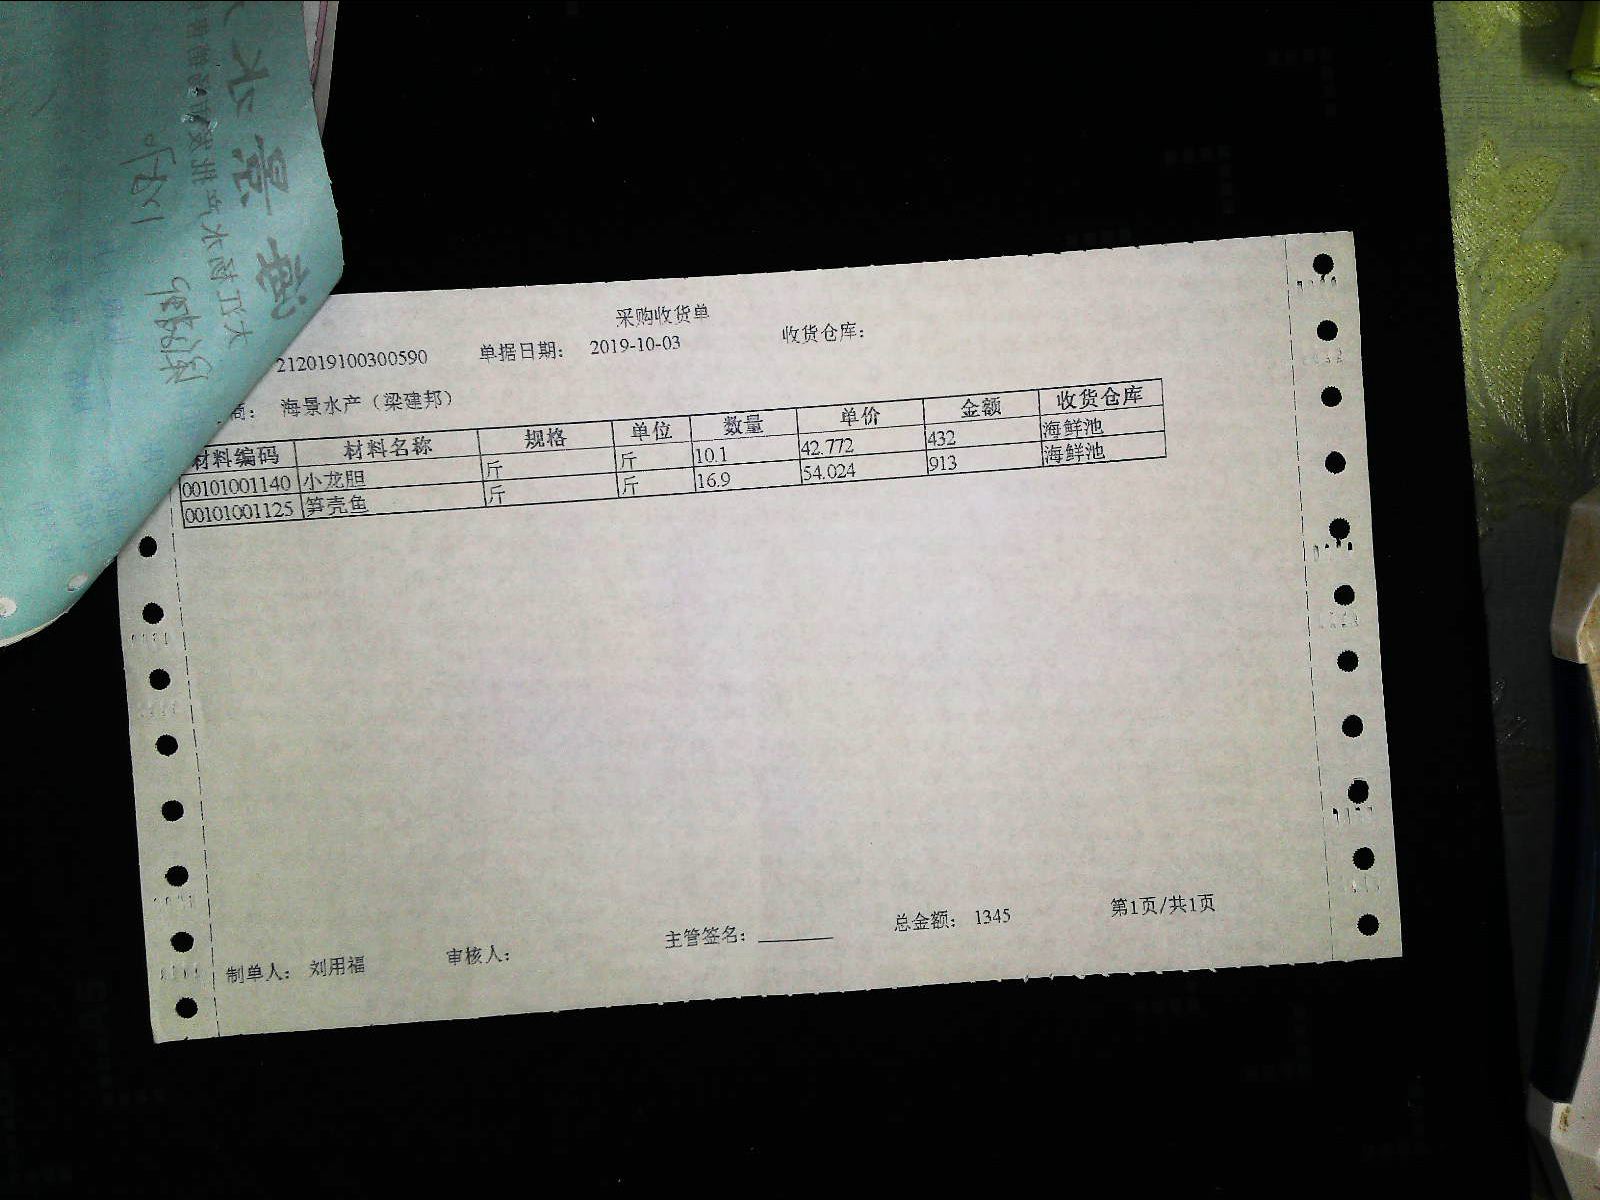 采购收货单
212019100300590 单据日期： 2019-10-03 收货仓库：
商： 海景水产（梁建邦）
材料编码 材料名称 规格 单位 数量 单价 金额 收货仓库
00101001140 小龙胆 斤 斤 10.1 42.772 432 海鲜池
00101001125 笋壳鱼 斤 斤 16.9 54.024 913 海鲜池
制单人： 刘用福 审核人： 主管签名：________ 总金额： 1345 第1页/共1页
海景水